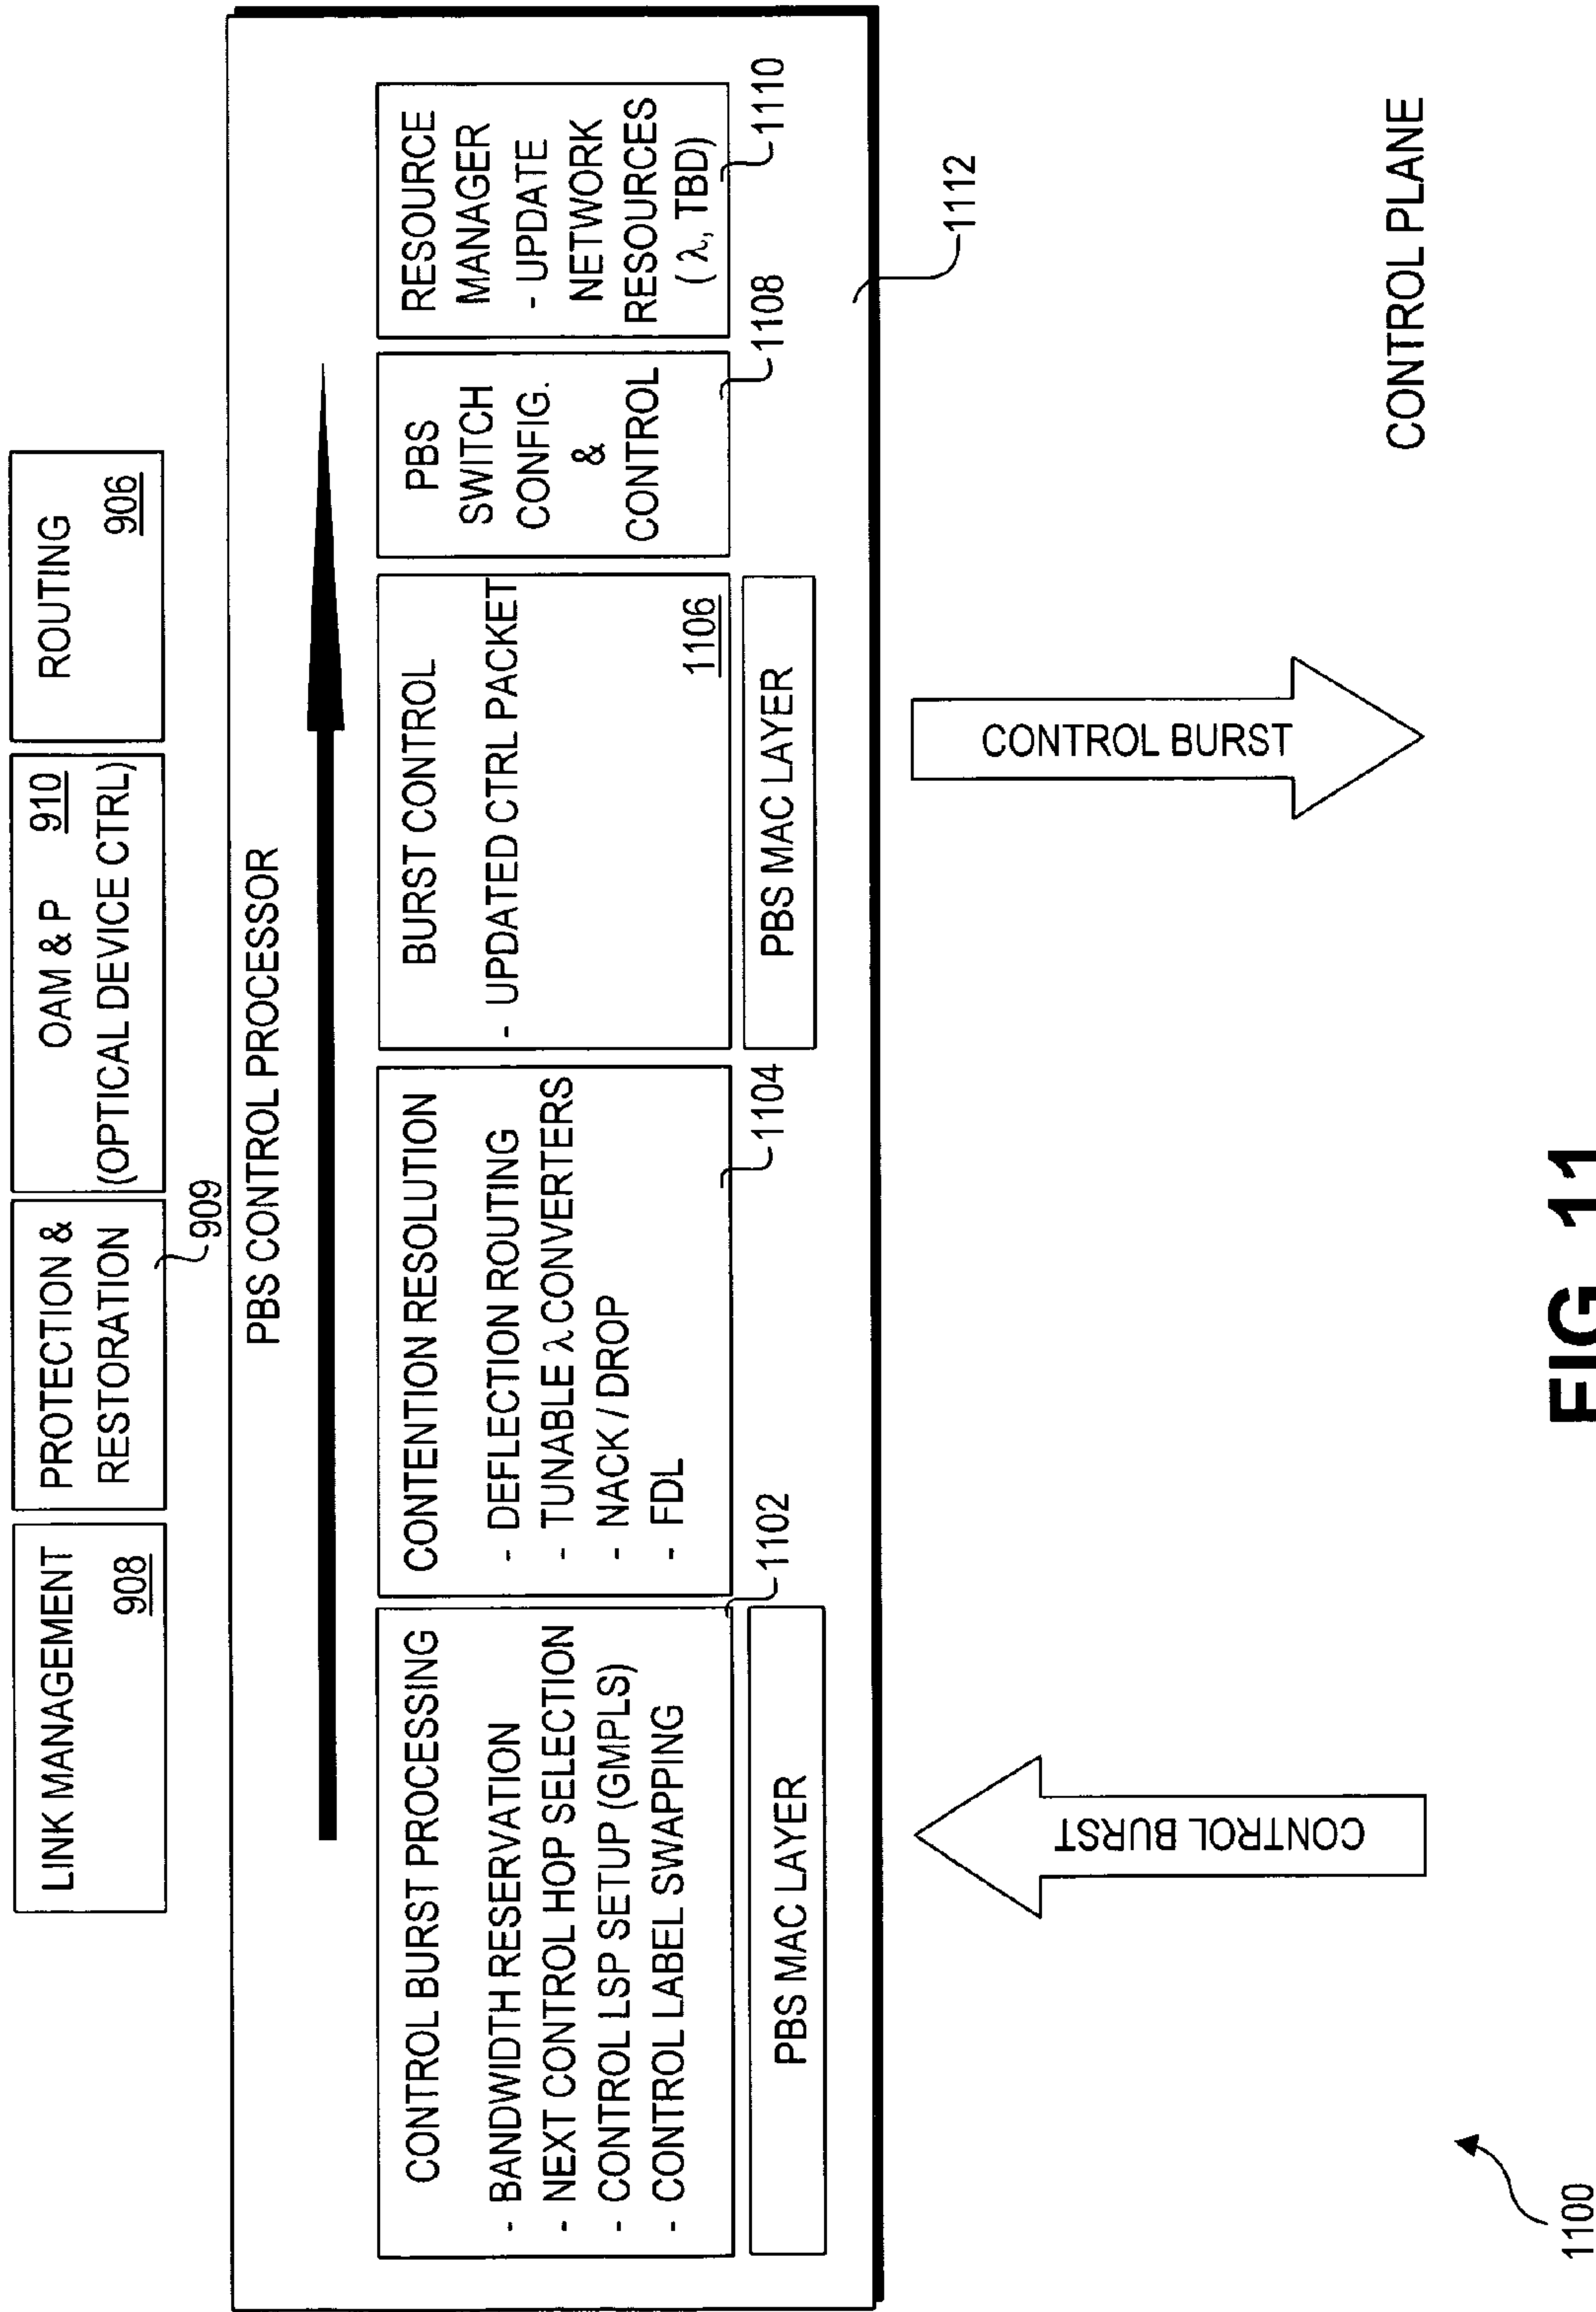 LINK MANAGEMENT
908
PROTECTION &
RESTORATION
909
OAM & P 910
(OPTICAL DEVICE CTRL)
ROUTING
906
PBS CONTROL PROCESSOR
CONTROL BURST PROCESSING
- BANDWIDTH RESERVATION
- NEXT CONTROL HOP SELECTION
- CONTROL LSP SETUP (GMPLS)
- CONTROL LABEL SWAPPING
1102
PBS MAC LAYER
CONTENTION RESOLUTION
- DEFLECTION ROUTING
- TUNABLE λ CONVERTERS
- NACK / DROP
- FDL
1104
BURST CONTROL
- UPDATED CTRL PACKET
1106
PBS MAC LAYER
PBS
SWITCH
CONFIG.
&
CONTROL
1108
RESOURCE
MANAGER
- UPDATE
NETWORK
RESOURCES
( λ, TBD)
1110
1112
CONTROL BURST
CONTROL BURST
CONTROL PLANE
1100
FIG. 11